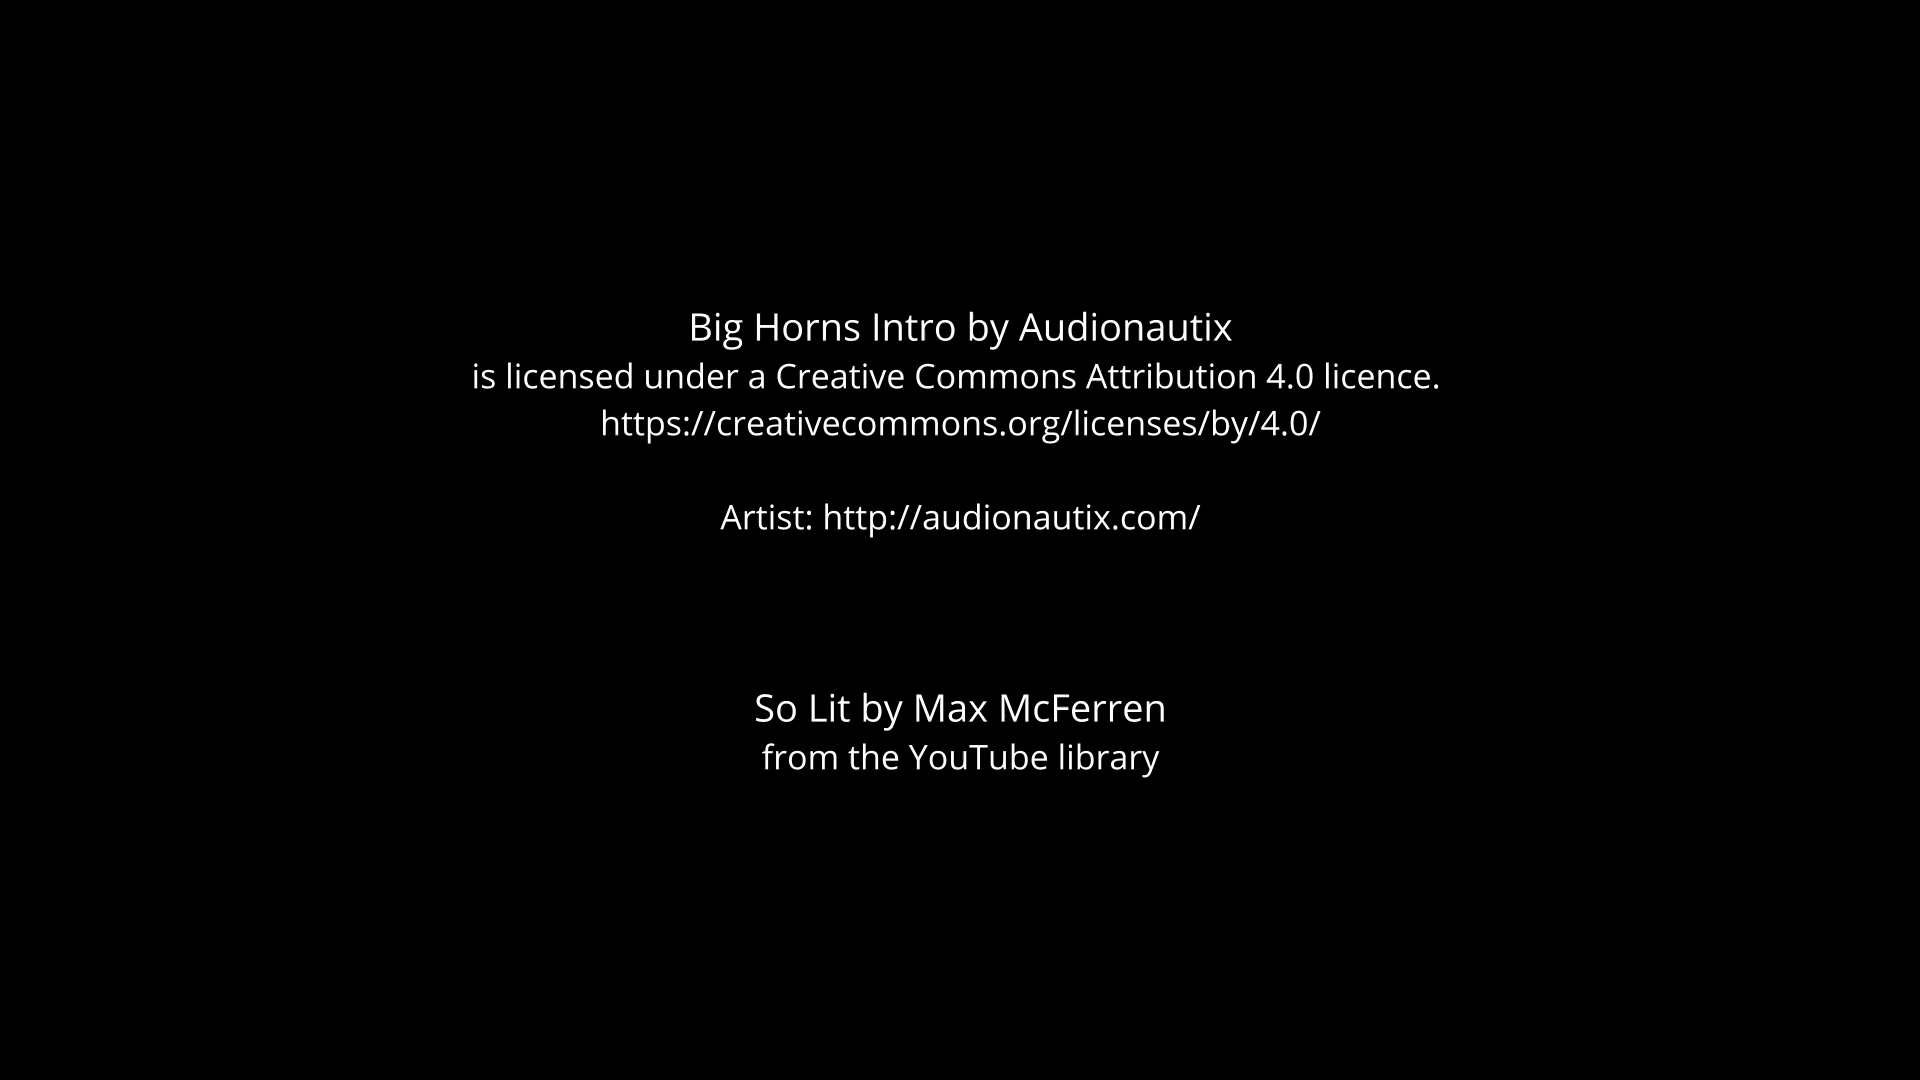 Big Horns Intro by Audionautix
is licensed under a Creative Commons Attribution 4.0 licence.
https://creativecommons.org/licenses/by/4.0/
Artist: http://audionautix.com/
So Lit by Max McFerren
from the YouTube library